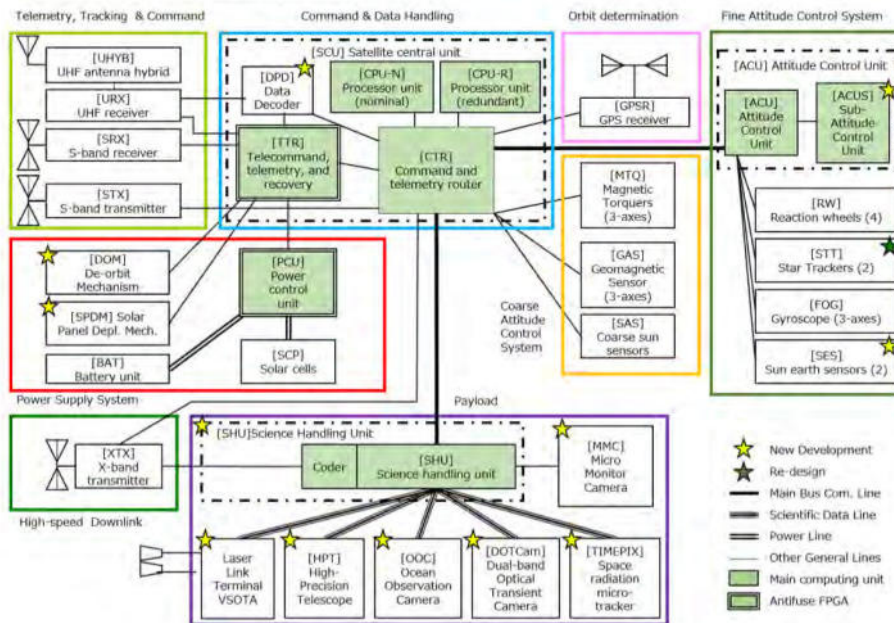 Telemetry, Tracking & Command
Command & Data Handling
Orbit determination
Fine Attitude Control System
[UHYB]
UHF antenna hybrid
[URX]
UHF receiver
[SRX]
S-band receiver
[STX]
S-band transmitter
[SCU] Satellite central unit
[DPD]
Data
Decoder
[CPU-N]
Processor unit
(nominal)
[CPU-R]
Processor unit
(redundant)
[TTR]
Telecommand,
telemetry, and
recovery
[CTR]
Command and
telemetry router
[GPSR]
GPS receiver
[ACU] Attitude Control Unit
[ACU]
Attitude
Control
Unit
[ACUS]
Sub-
Attitude-
Control
Unit
[MTQ]
Magnetic
Torquers
(3-axes)
[GAS]
Geomagnetic
Sensor
(3-axes)
[SAS]
Coarse sun
sensors
Coarse
Attitude
Control
System
[RW]
Reaction wheels (4)
[STT]
Star Trackers (2)
[FOG]
Gyroscope (3-axes)
[SES]
Sun earth sensors (2)
[DOM]
De-orbit
Mechanism
[SPDM] Solar
Panel Depl. Mech.
[BAT]
Battery unit
[PCU]
Power
control
unit
[SCP]
Solar cells
Power Supply System
Payload
[XTX]
X-band
transmitter
High-speed Downlink
[SHU]Science Handling Unit
Coder
[SHU]
Science handling unit
[MMC]
Micro
Monitor
Camera
Laser
Link
Terminal
VSOTA
[HPT]
High-
Precision
Telescope
[OOC]
Ocean
Observation
Camera
[DOTCam]
Dual-band
Optical
Transient
Camera
[TIMEPIX]
Space
radiation
micro-
tracker
New Development
Re-design
Main Bus Com. Line
Scientific Data Line
Power Line
Other General Lines
Main computing unit
Antifuse FPGA